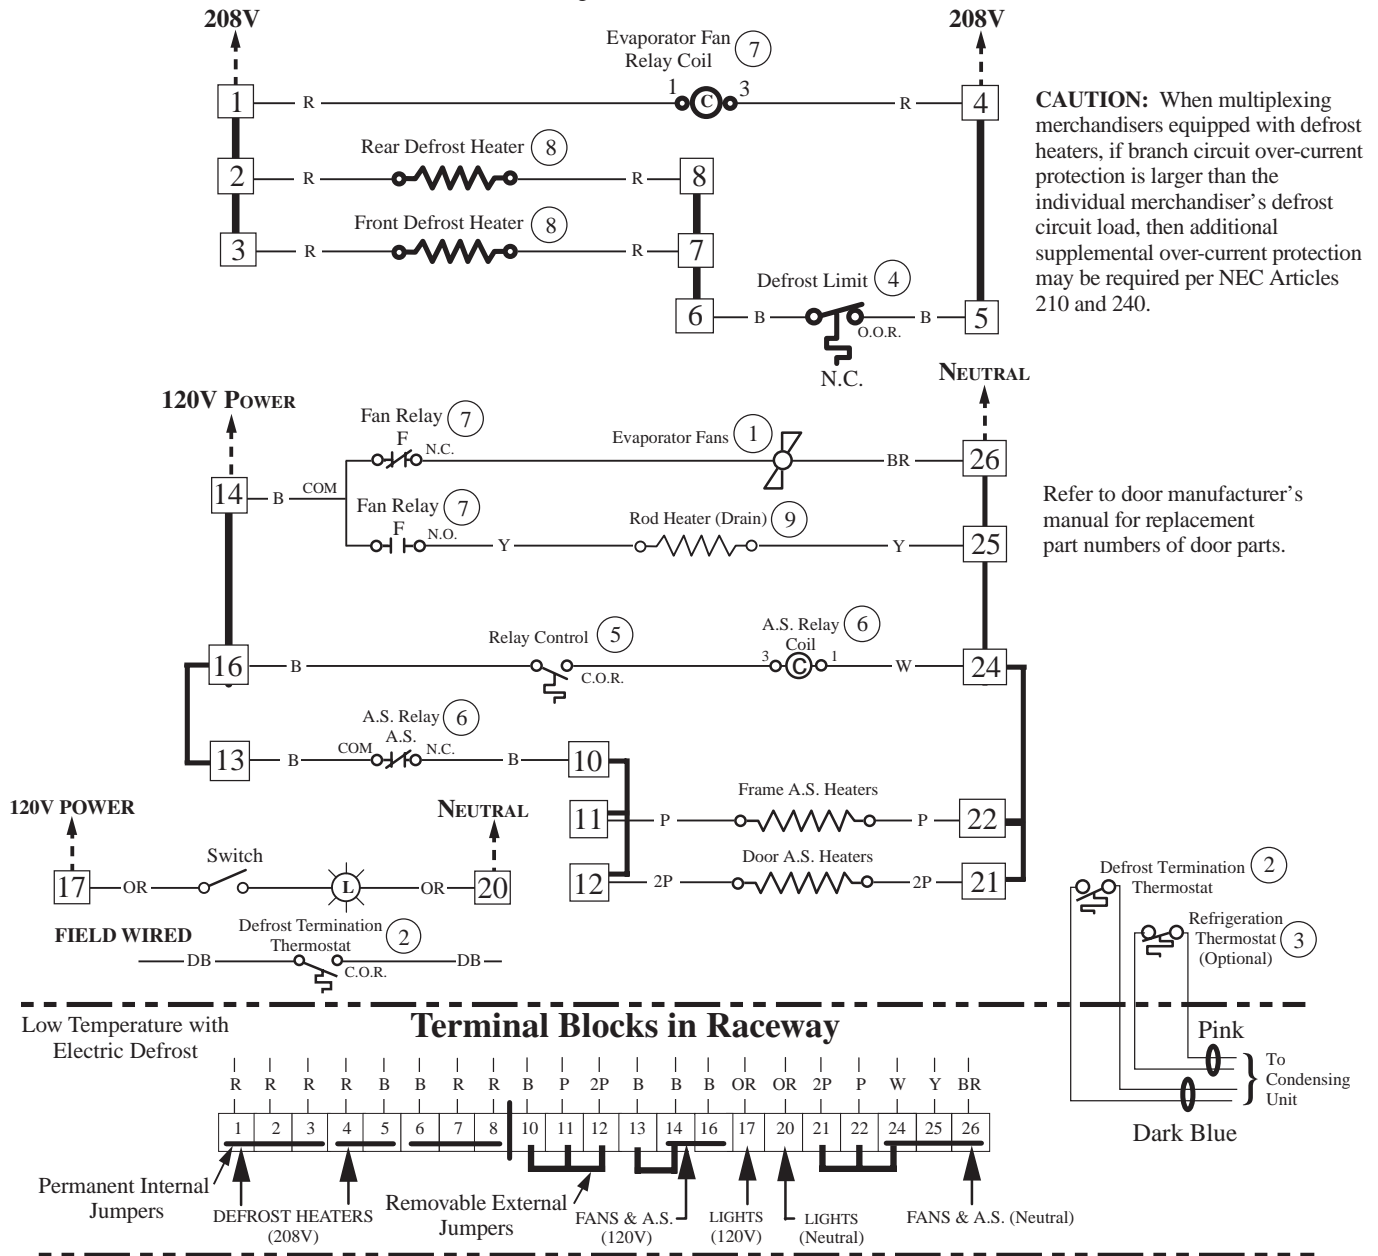 208V
208V
Evaporator Fan
Relay Coil
7
1
C
3
1
R
R
4
Rear Defrost Heater
8
2
R
R
8
Front Defrost Heater
8
3
R
R
7
Defrost Limit
4
6
B
O.O.R.
B
5
N.C.
CAUTION: When multiplexing
merchandisers equipped with defrost
heaters, if branch circuit over-current
protection is larger than the
individual merchandiser's defrost
circuit load, then additional
supplemental over-current protection
may be required per NEC Articles
210 and 240.
120V POWER
NEUTRAL
Fan Relay
7
F
N.C.
Evaporator Fans
1
BR
26
14
B
COM
Fan Relay
7
F
N.O.
Y
Rod Heater (Drain)
9
Y
25
Refer to door manufacturer's
manual for replacement
part numbers of door parts.
Relay Control
5
A.S. Relay
Coil
6
16
B
C.O.R.
3
C
1
W
24
A.S. Relay
6
A.S.
13
B
COM
N.C.
B
10
Frame A.S. Heaters
11
P
P
22
Door A.S. Heaters
12
2P
2P
21
120V POWER
NEUTRAL
Switch
17
OR
L
OR
20
FIELD WIRED
Defrost Termination
Thermostat
2
DB
C.O.R.
DB
Defrost Termination
Thermostat
2
Refrigeration
Thermostat
(Optional)
3
Pink
To
Condensing
Unit
Dark Blue
Low Temperature with
Electric Defrost
Terminal Blocks in Raceway
R R R R B B R R B P 2P B B B OR OR 2P P W Y BR
1 2 3 4 5 6 7 8 10 11 12 13 14 16 17 20 21 22 24 25 26
Permanent Internal
Jumpers
DEFROST HEATERS
(208V)
Removable External
Jumpers
FANS & A.S.
(120V)
LIGHTS
(120V)
LIGHTS
(Neutral)
FANS & A.S. (Neutral)